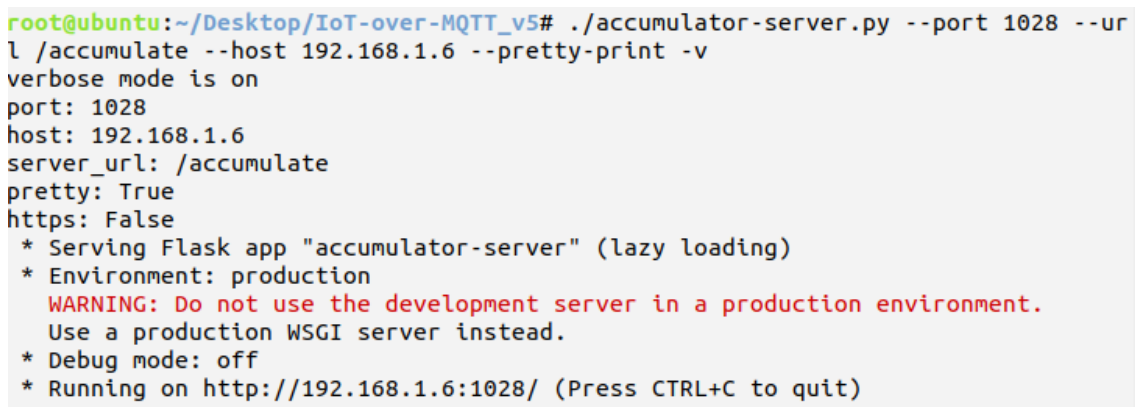 root@ubuntu:~/Desktop/IoT-over-MQTT_v5# ./accumulator-server.py --port 1028 --ur
l /accumulate --host 192.168.1.6 --pretty-print -v
verbose mode is on
port: 1028
host: 192.168.1.6
server_url: /accumulate
pretty: True
https: False
 * Serving Flask app "accumulator-server" (lazy loading)
 * Environment: production
   WARNING: Do not use the development server in a production environment.
   Use a production WSGI server instead.
 * Debug mode: off
 * Running on http://192.168.1.6:1028/ (Press CTRL+C to quit)